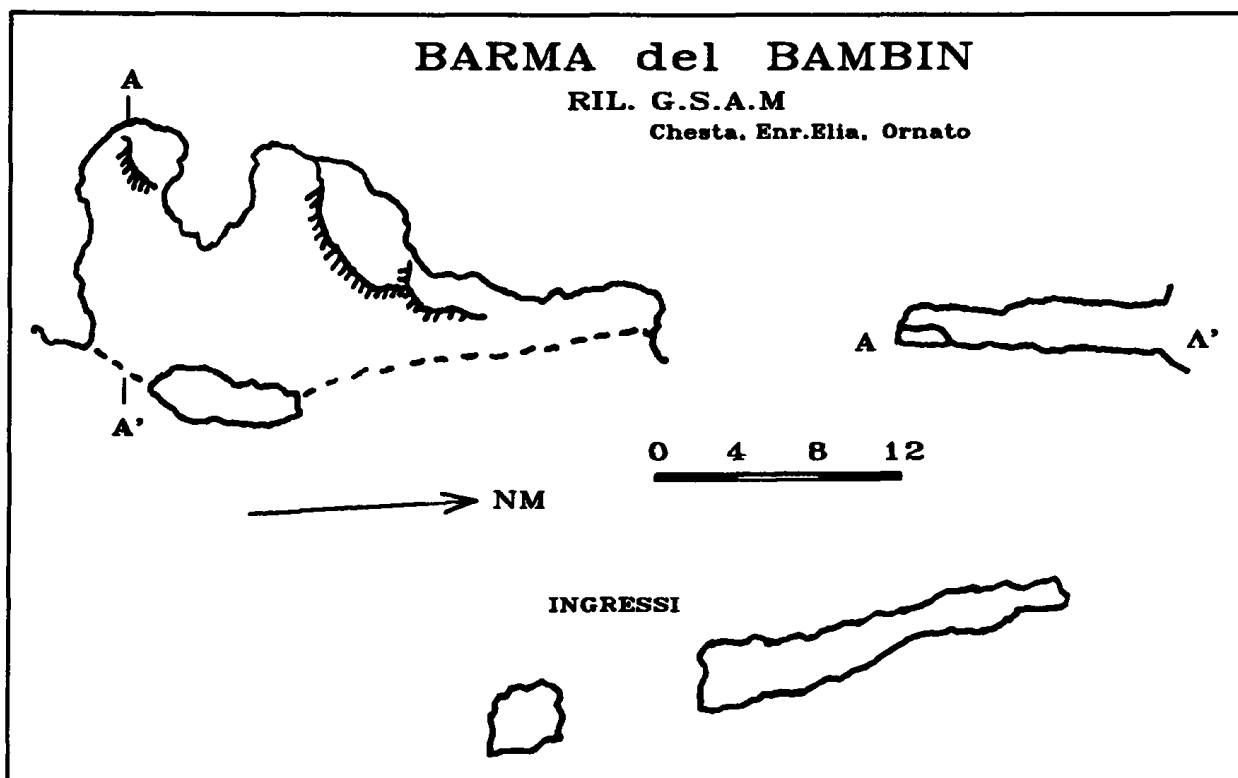 BARMA del BAMBIN
RIL. G.S.A.M
Chesta, Enr.Elia, Ornato
A
A'
A
A'
0 4 8 12
NM
INGRESSI